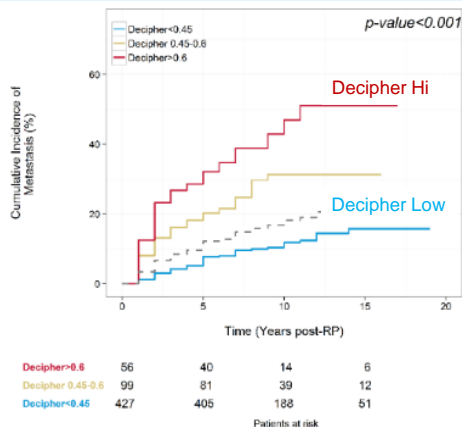 p-value<0.001
Decipher<0.45
Decipher 0.45-0.6
Decipher>0.6
Cumulative Incidence of
Metastasis (%)
60
40
20
0
Decipher Hi
Decipher Low
0 5 10 15 20
Time (Years post-RP)
Decipher>0.6 56 40 14 6
Decipher 0.45-0.6 99 81 39 12
Decipher<0.45 427 405 188 51
Patients at risk